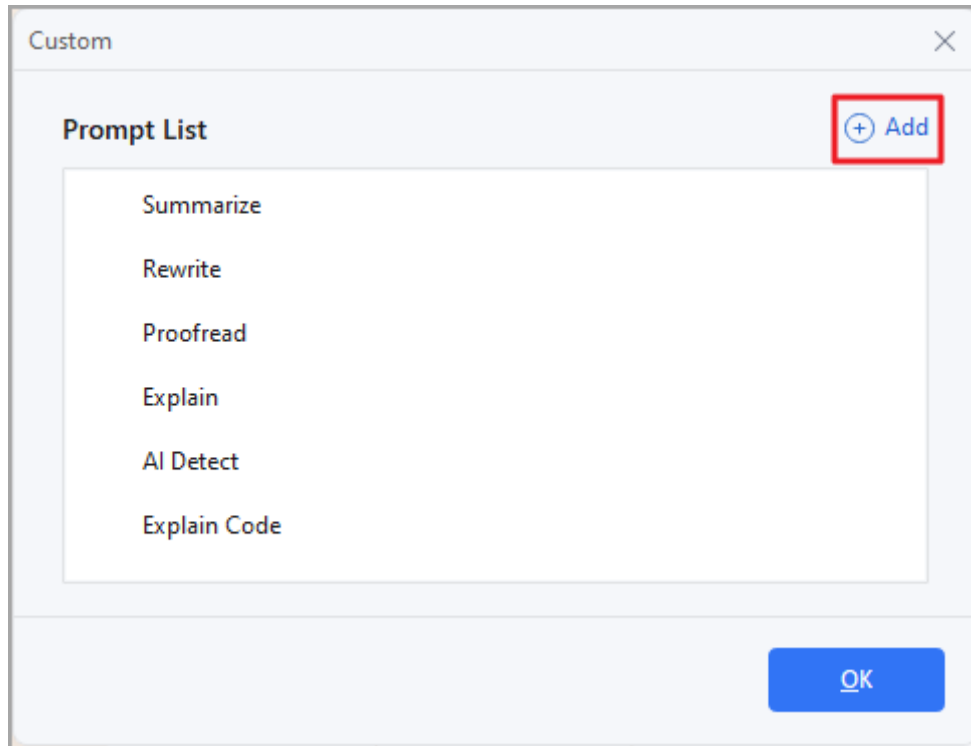 Custom
Prompt List
Add
Summarize
Rewrite
Proofread
Explain
AI Detect
Explain Code
OK